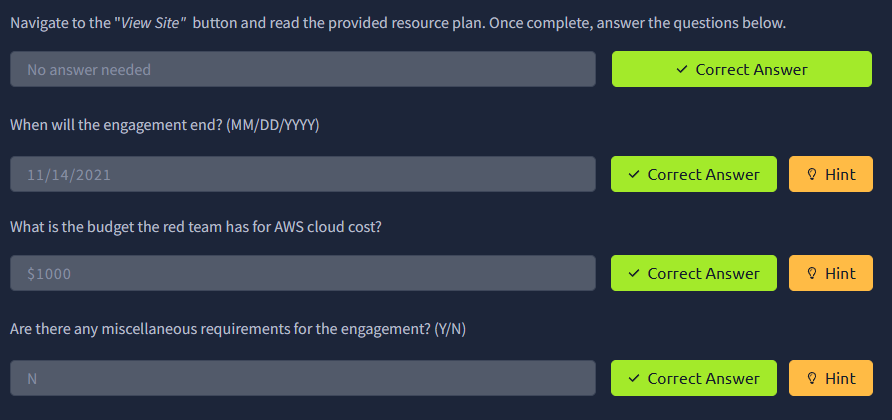 Navigate to the "View Site" button and read the provided resource plan. Once complete, answer the questions below.
No answer needed
Correct Answer
When will the engagement end? (MM/DD/YYYY)
11/14/2021
Correct Answer
Hint
What is the budget the red team has for AWS cloud cost?
$1000
Correct Answer
Hint
Are there any miscellaneous requirements for the engagement? (Y/N)
N
Correct Answer
Hint